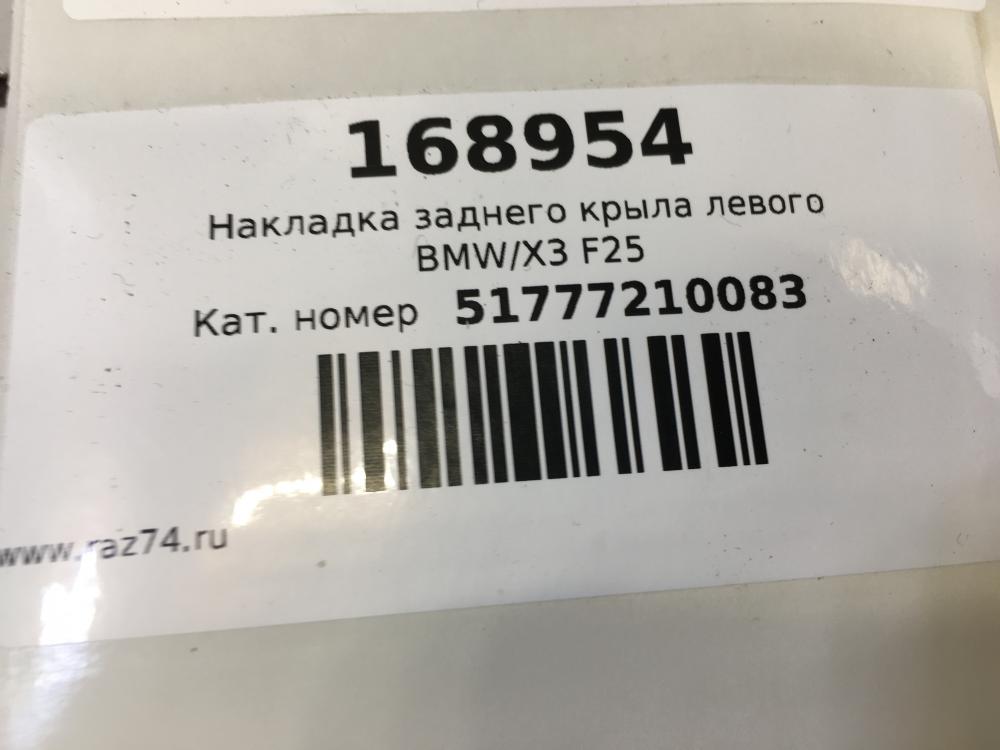 168954
Накладка заднего крыла левого
BMW/X3 F25
Кат. номер 51777210083
www.raz74.ru